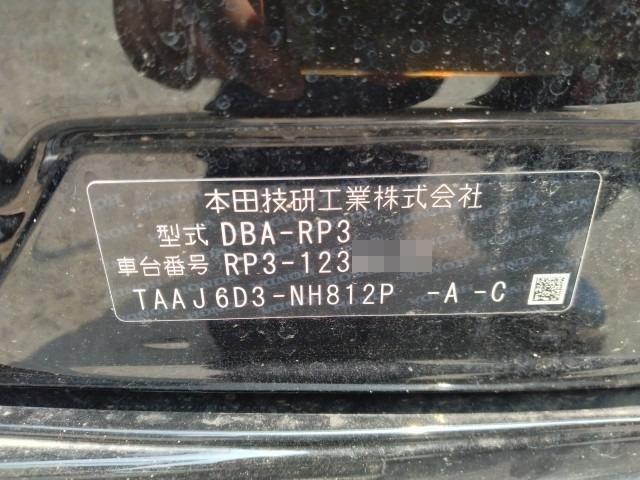 本田技研工業株式会社
型式 DBA-RP3
車台番号 RP3-123
TAAJ6D3-NH812P -A -C